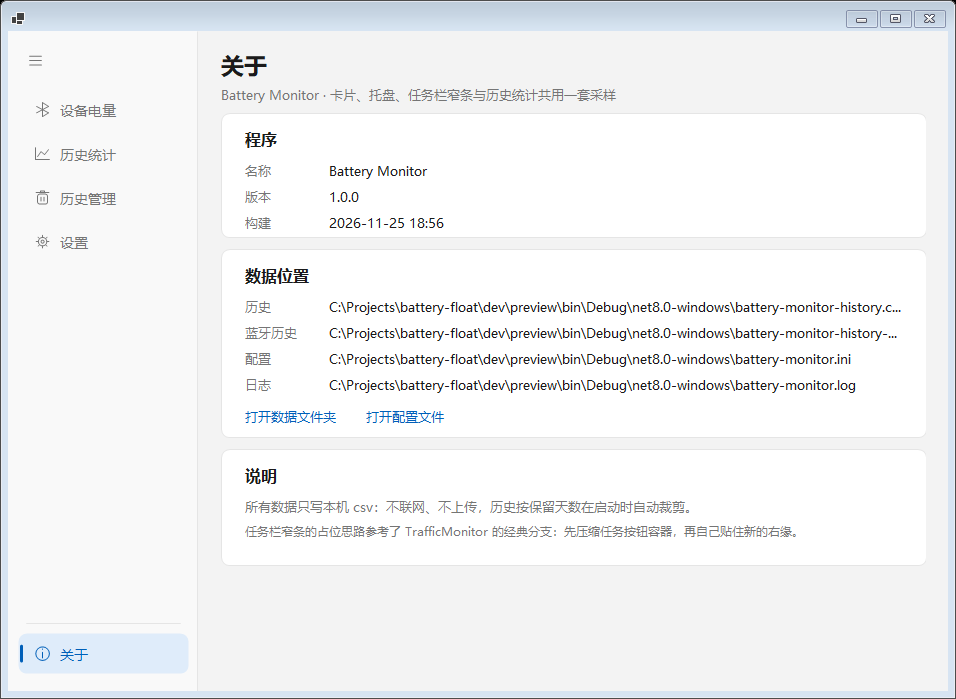 设备电量
历史统计
历史管理
设置
关于
关于
Battery Monitor · 卡片、托盘、任务栏窄条与历史统计共用一套采样
程序
名称 Battery Monitor
版本 1.0.0
构建 2026-11-25 18:56
数据位置
历史 C:\Projects\battery-float\dev\preview\bin\Debug\net8.0-windows\battery-monitor-history.c...
蓝牙历史 C:\Projects\battery-float\dev\preview\bin\Debug\net8.0-windows\battery-monitor-history-...
配置 C:\Projects\battery-float\dev\preview\bin\Debug\net8.0-windows\battery-monitor.ini
日志 C:\Projects\battery-float\dev\preview\bin\Debug\net8.0-windows\battery-monitor.log
打开数据文件夹 打开配置文件
说明
所有数据只写本机 csv：不联网、不上传，历史按保留天数在启动时自动裁剪。
任务栏窄条的占位思路参考了 TrafficMonitor 的经典分支：先压缩任务按钮容器，再自己贴住新的右缘。